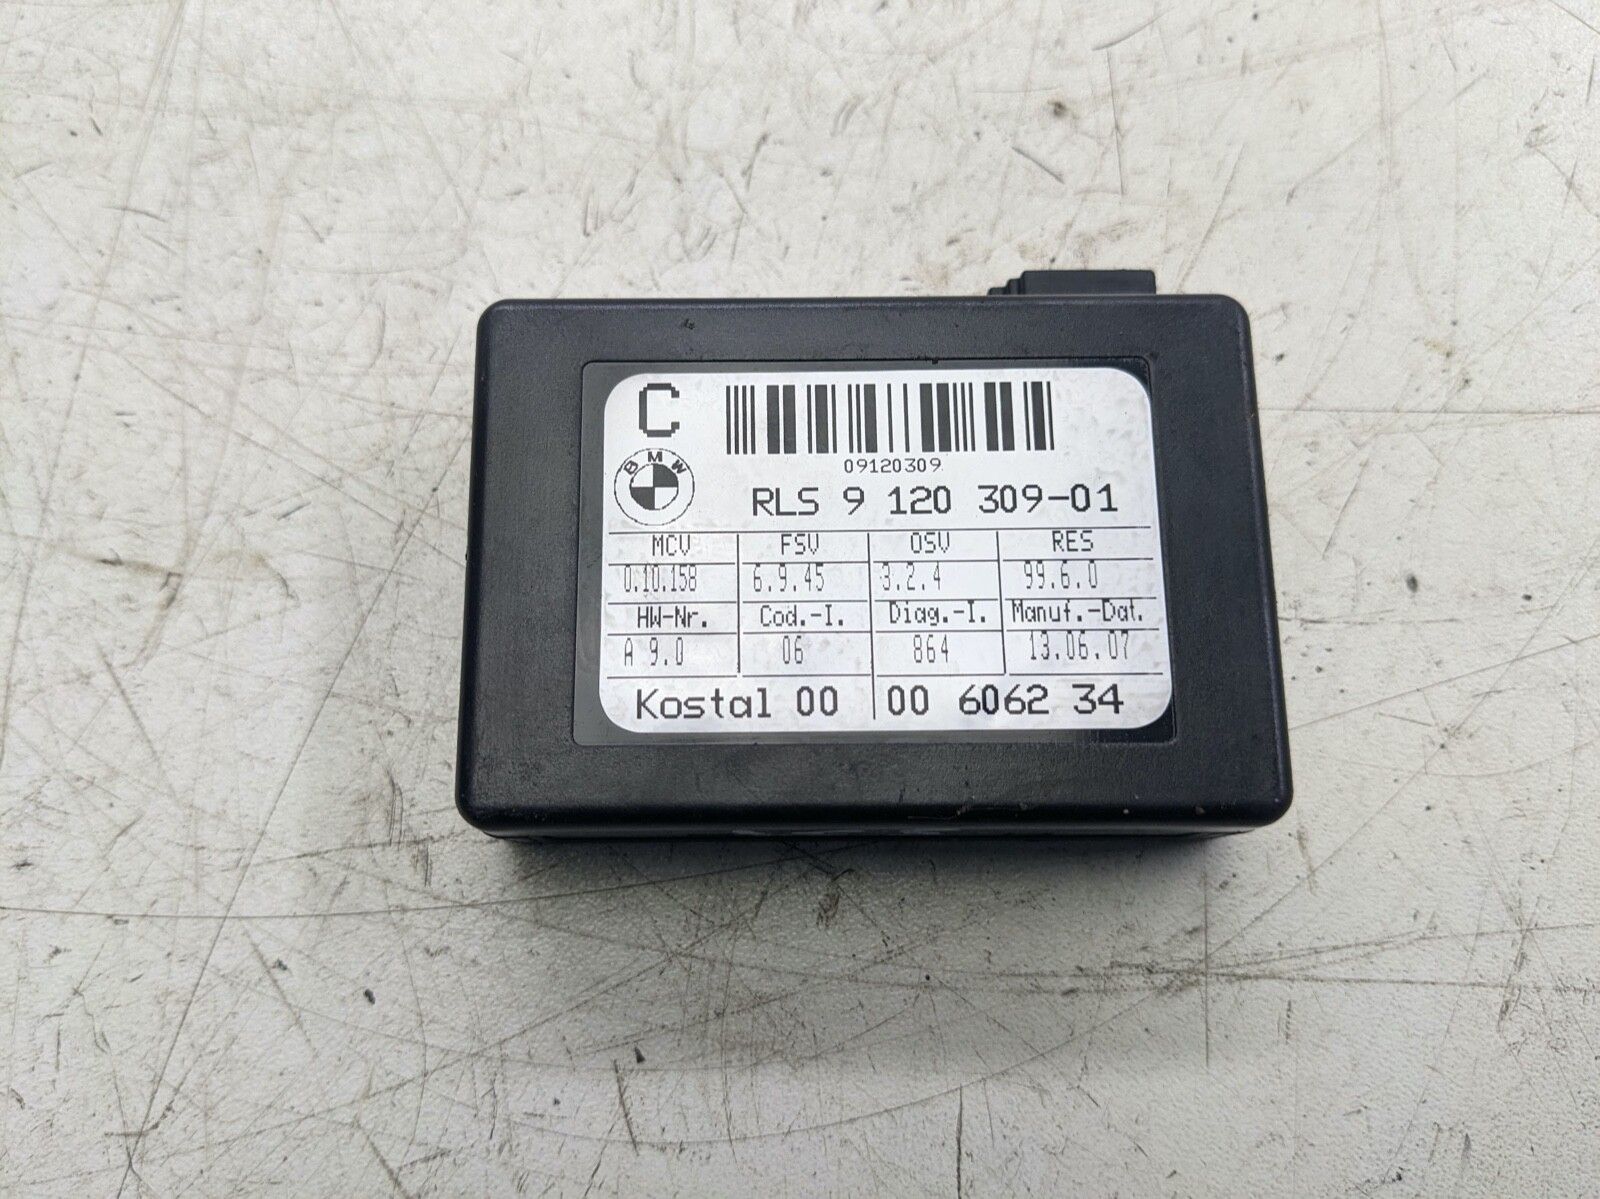 C
BMW
09120309
RLS 9 120 309-01
MCV FSV OSV RES
0.10.158 6.9.45 3.2.4 99.6.0
HW-Nr. Cod.-I. Diag.-I. Manuf.-Dat.
A 9.0 06 864 13.06.07
Kostal 00 00 6062 34